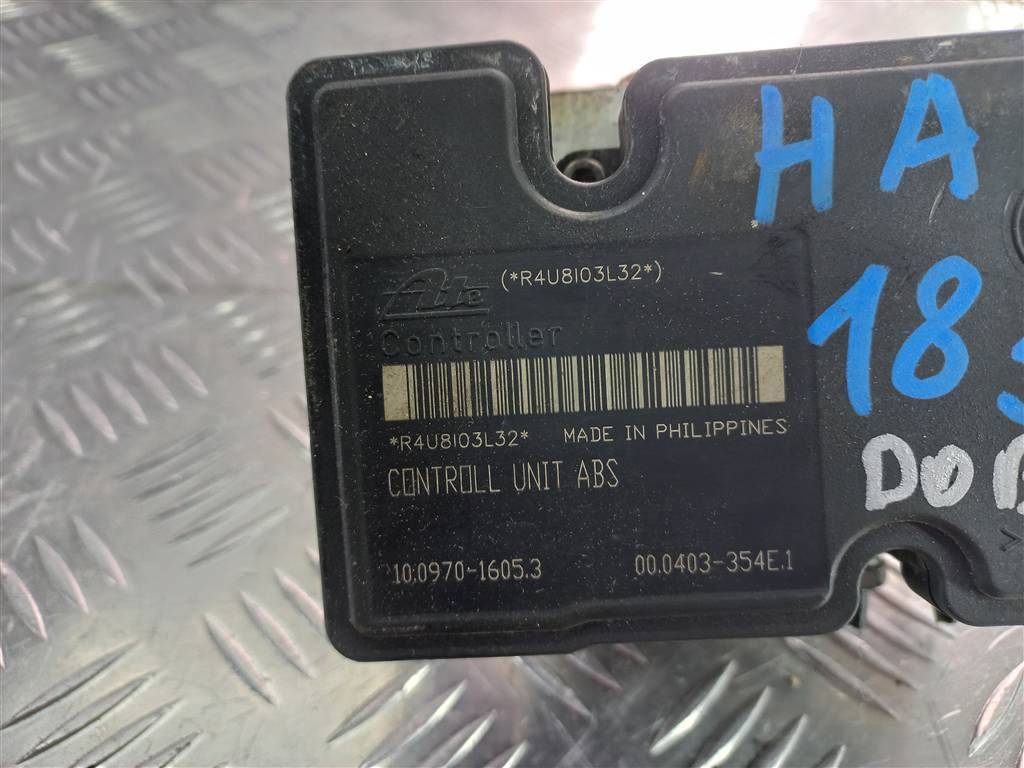 Ate (*R4U8I03L32*)
Controller
*R4U8I03L32* MADE IN PHILIPPINES
CONTROLL UNIT ABS
10.0970-1605.3 00.0403-354E.1
HA
18
DO